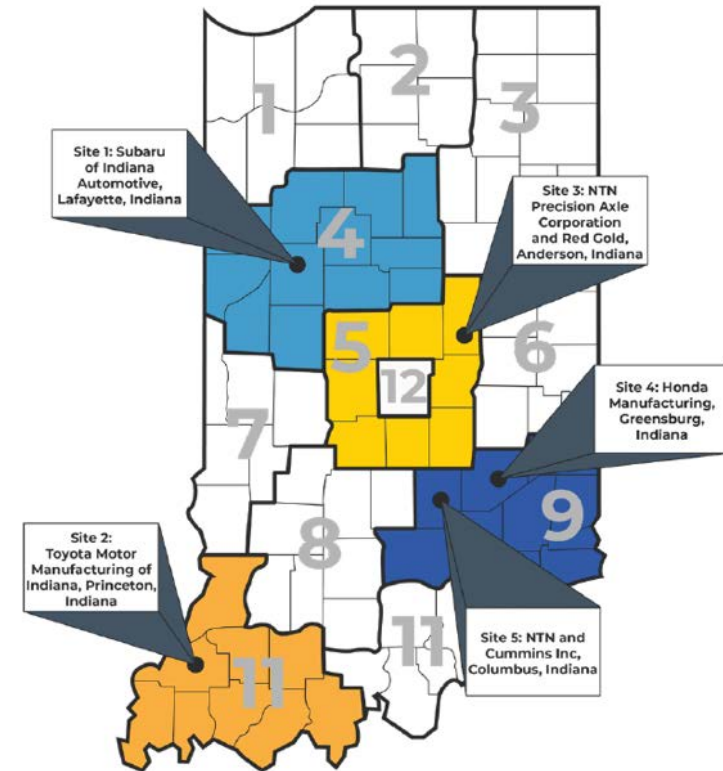 1
2
3
Site 1: Subaru
of Indiana
Automotive,
Lafayette, Indiana
4
Site 3: NTN
Precision Axle
Corporation
and Red Gold,
Anderson, Indiana
5
6
12
Site 4: Honda
Manufacturing,
Greensburg,
Indiana
7
8
9
Site 2:
Toyota Motor
Manufacturing of
Indiana, Princeton,
Indiana
11
11
Site 5: NTN and
Cummins Inc,
Columbus, Indiana